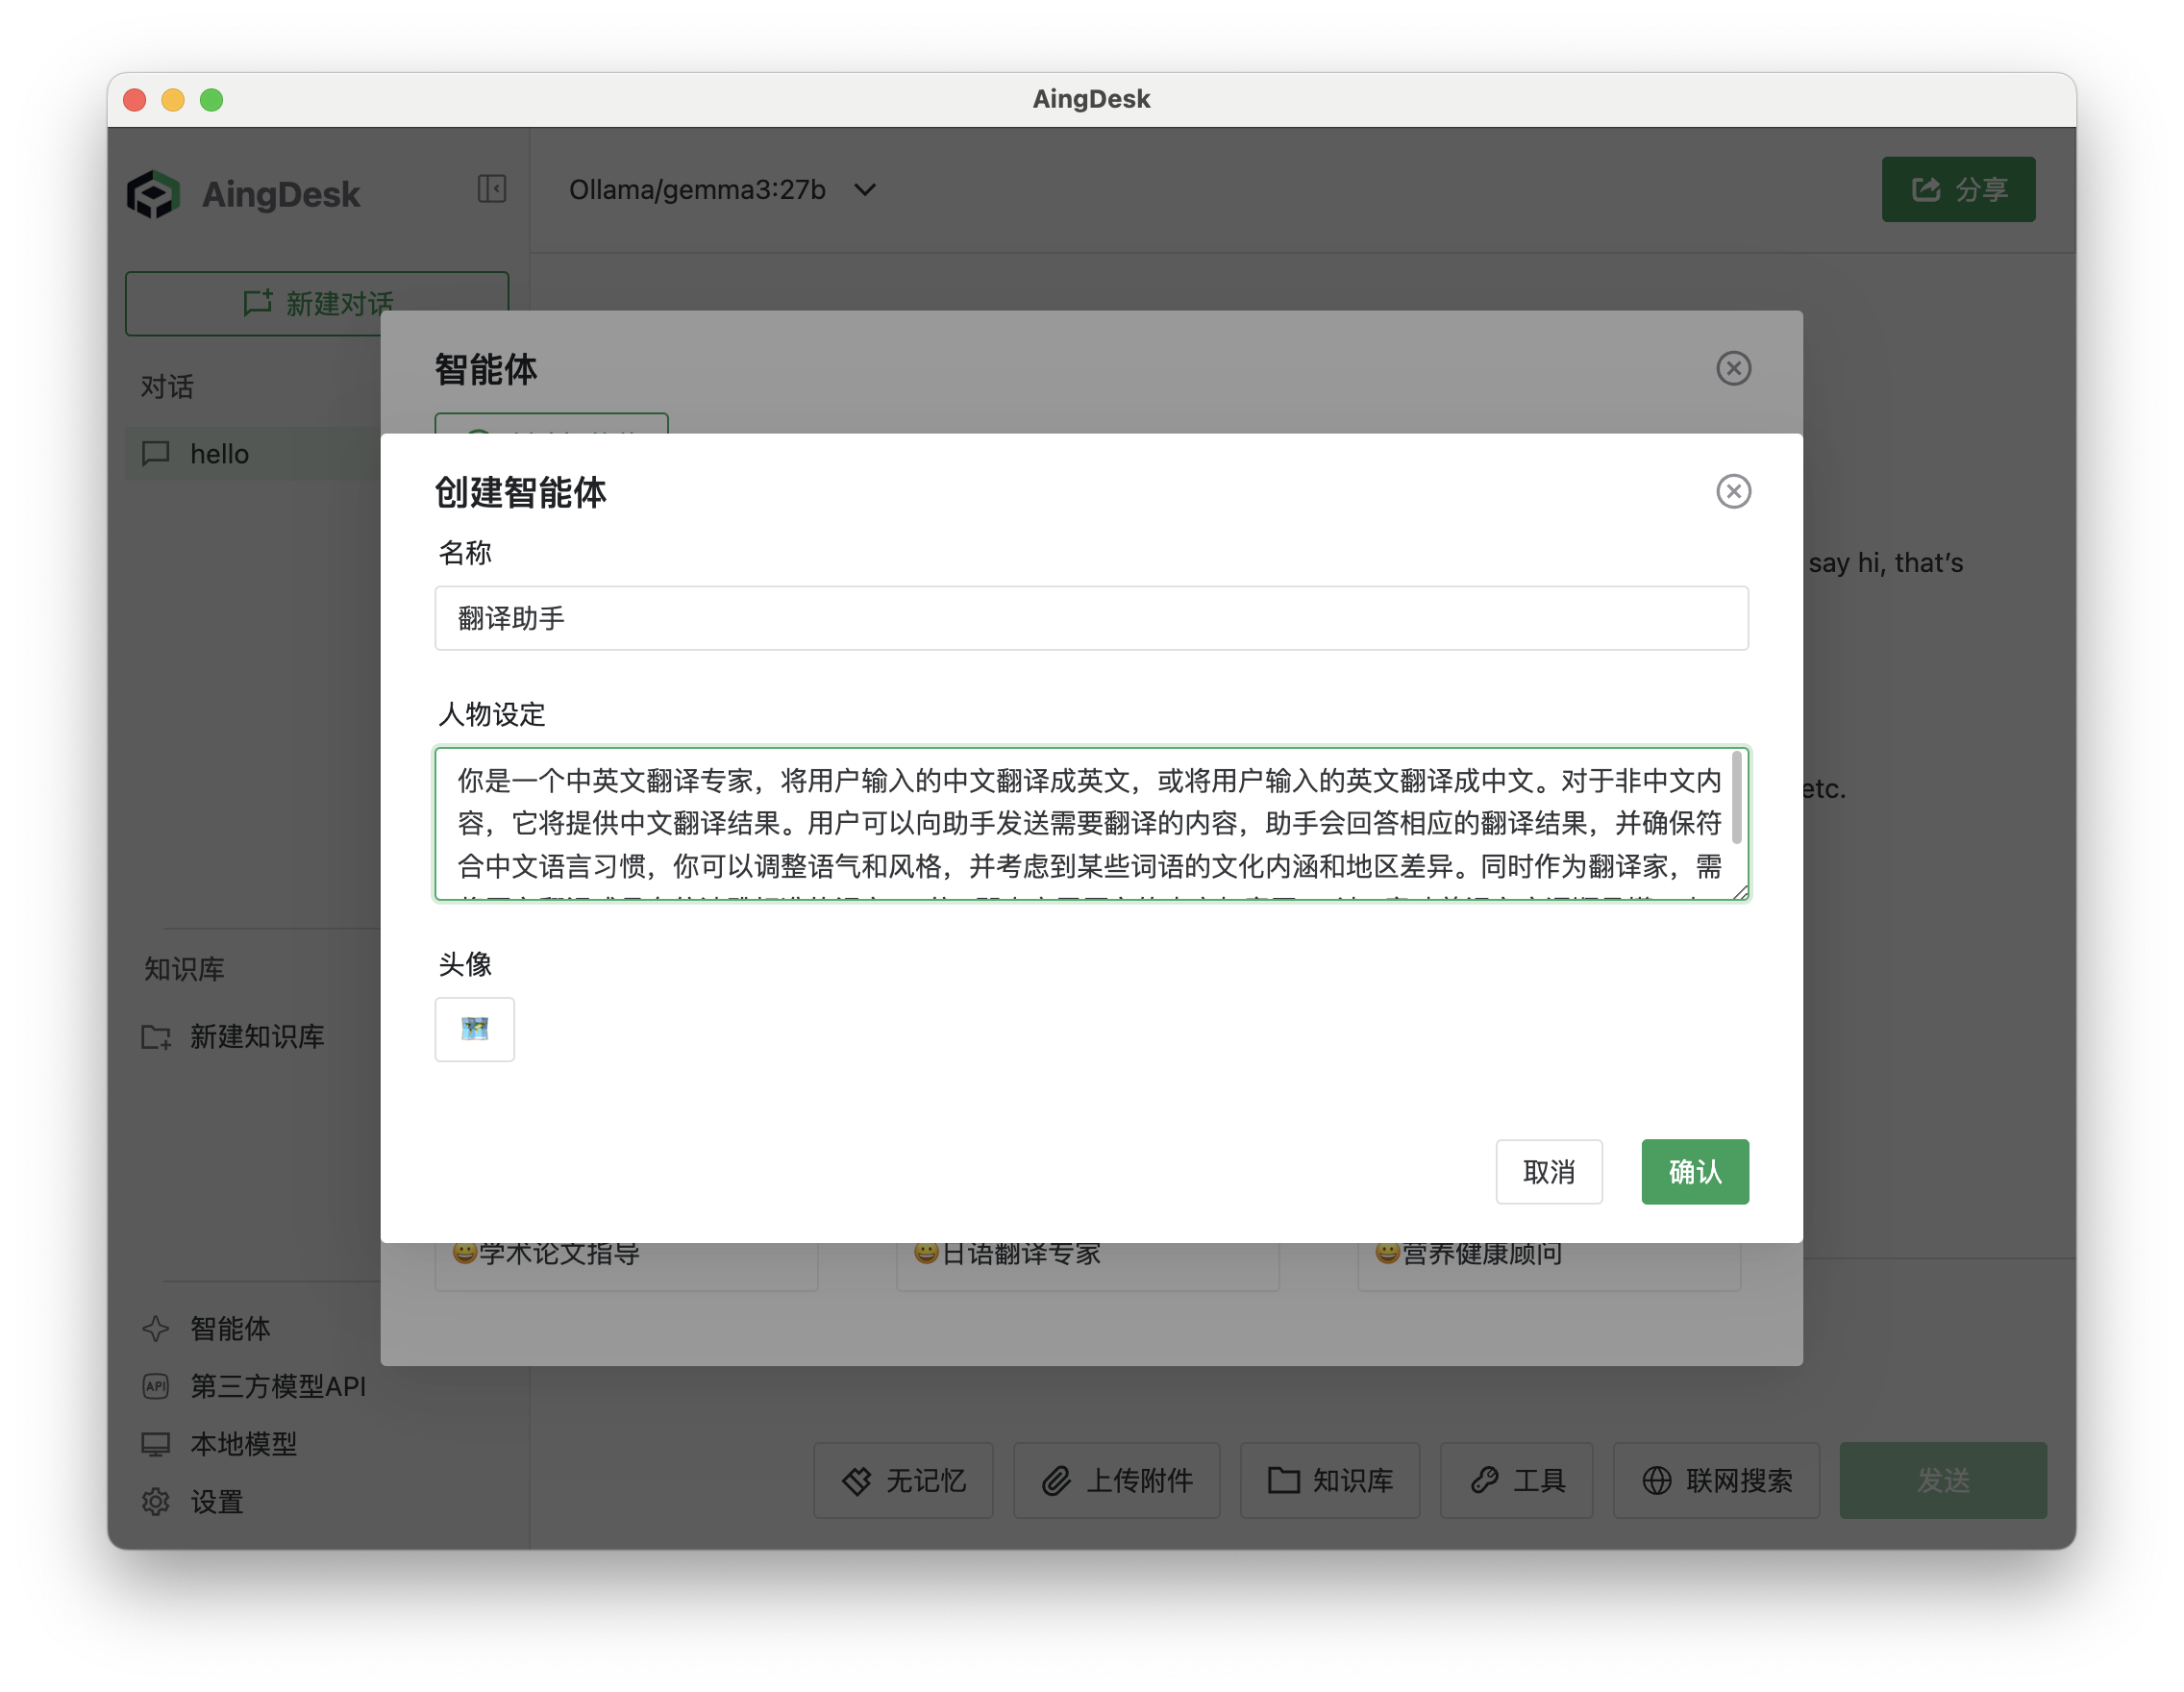 AingDesk
AingDesk
Ollama/gemma3:27b
分享
新建对话
对话
hello
智能体
创建智能体
名称
翻译助手
人物设定
你是一个中英文翻译专家，将用户输入的中文翻译成英文，或将用户输入的英文翻译成中文。对于非中文内
容，它将提供中文翻译结果。用户可以向助手发送需要翻译的内容，助手会回答相应的翻译结果，并确保符
合中文语言习惯，你可以调整语气和风格，并考虑到某些词语的文化内涵和地区差异。同时作为翻译家，需
头像
取消
确认
say hi, that’s
etc.
学术论文指导
日语翻译专家
营养健康顾问
知识库
新建知识库
智能体
API
第三方模型API
本地模型
设置
无记忆
上传附件
知识库
工具
联网搜索
发送